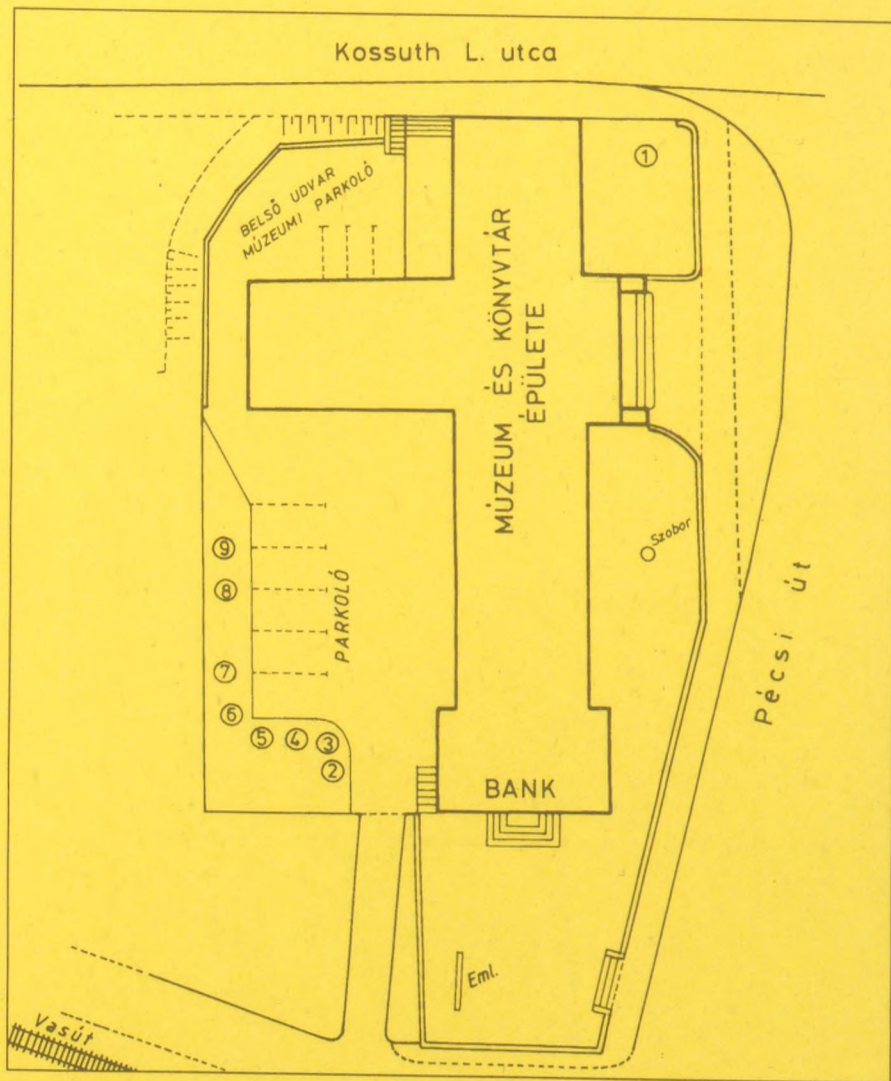 Kossuth L. utca
BELSŐ UDVAR
MÚZEUMI PARKOLÓ
1
MÚZEUM ÉS KÖNYVTÁR
ÉPÜLETE
Szobor
Pécsi út
9
8
PARKOLÓ
7
6
5 4 3
2
BANK
Eml.
Vasút